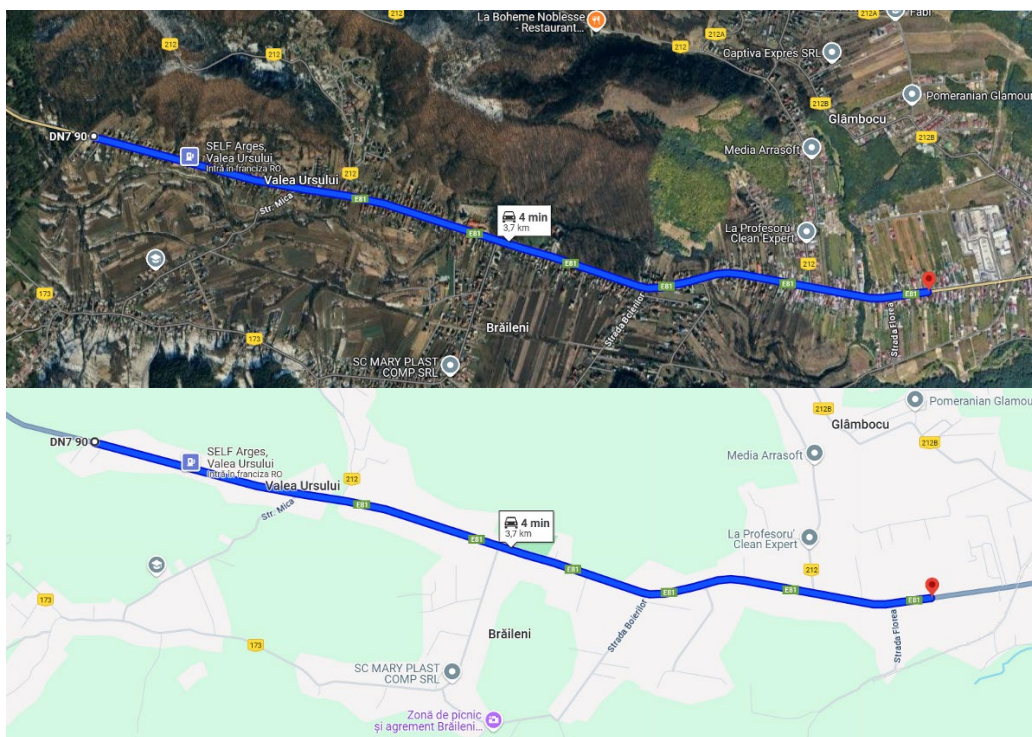 212
212A
Fabi
La Boheme Noblesse
- Restaurant...
212
212A
Captiva Expres SRL
212
212B
Pomeranian Glamour
Glâmbocu
212B
DN7 90
SELF Arges,
Valea Ursului
Intră în franciza RO
Media Arrasoft
Valea Ursului
212
Str. Mica
E81
4 min
3,7 km
E81
La Profesoru'
Clean Expert
212
E81
E81
E81
E81
173
Strada Boierilor
Strada Florea
Brăileni
173
SC MARY PLAST
COMP SRL
Pomeranian Glamour
212B
Glâmbocu
212B
DN7 90
SELF Arges,
Valea Ursului
Intră în franciza RO
Media Arrasoft
Valea Ursului
212
Str. Mica
E81
4 min
3,7 km
E81
La Profesoru'
Clean Expert
E81
212
E81
E81
E81
173
Strada Boierilor
Strada Florea
Brăileni
173
SC MARY PLAST
COMP SRL
Zonă de picnic
și agrement Brăileni...